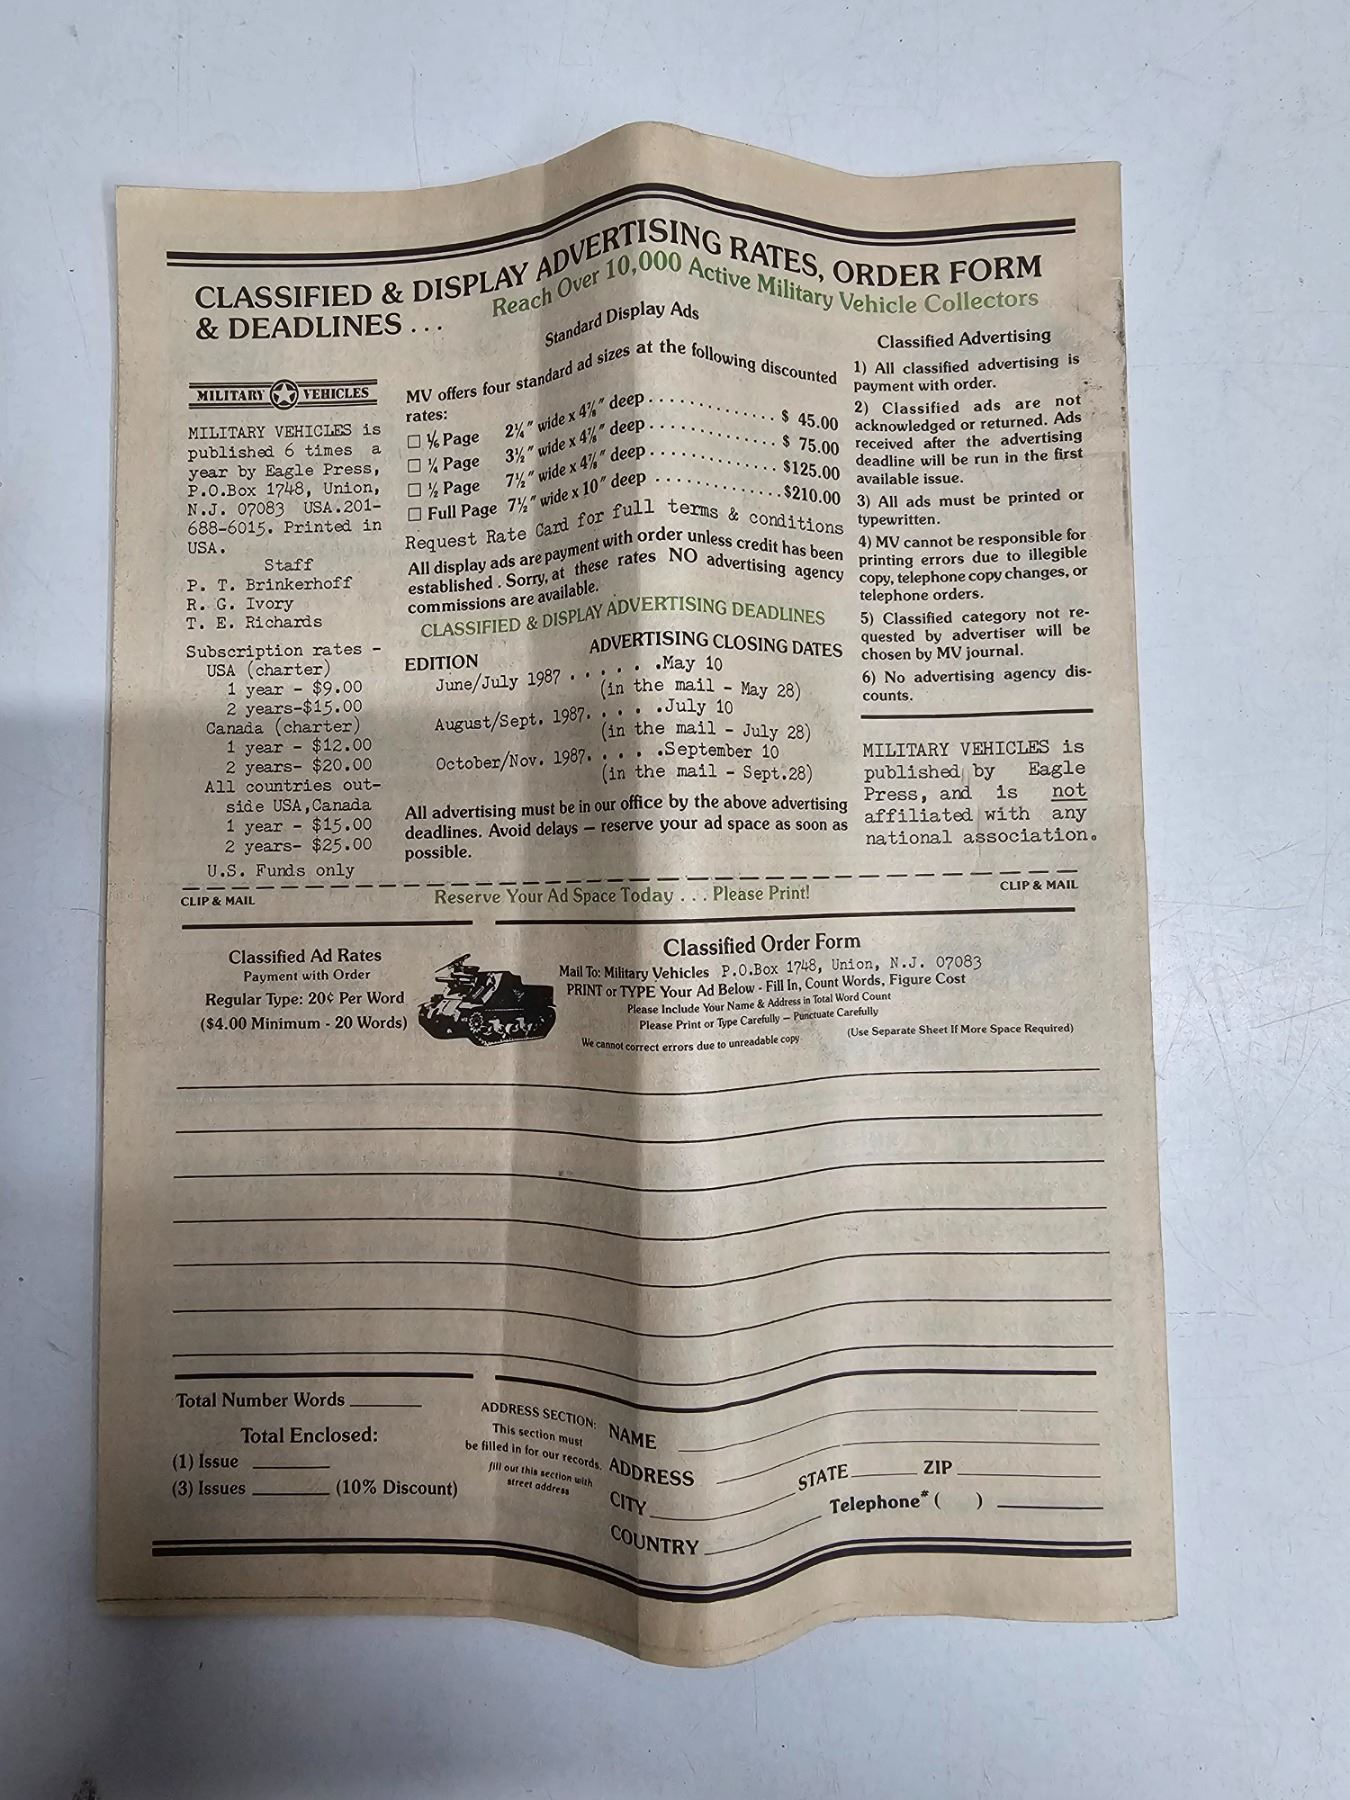 CLASSIFIED & DISPLAY ADVERTISING RATES, ORDER FORM
& DEADLINES . . .
Reach Over 10,000 Active Military Vehicle Collectors
MILITARY VEHICLES
MILITARY VEHICLES is
published 6 times a
year by Eagle Press,
P.O.Box 1748, Union,
N.J. 07083 USA.201-
688-6015. Printed in
USA.
Staff
P. T. Brinkerhoff
R. G. Ivory
T. E. Richards
Subscription rates -
USA (charter)
1 year - $9.00
2 years-$15.00
Canada (charter)
1 year - $12.00
2 years- $20.00
All countries out-
side USA,Canada
1 year - $15.00
2 years- $25.00
U.S. Funds only
Standard Display Ads
MV offers four standard ad sizes at the following discounted
rates:
☐ ⅙ Page 2¼" wide x 4⅞" deep . . . . . . . . . . . . . . $ 45.00
☐ ¼ Page 3½" wide x 4⅞" deep . . . . . . . . . . . . . . $ 75.00
☐ ½ Page 7½" wide x 4⅞" deep . . . . . . . . . . . . . . $125.00
☐ Full Page 7½" wide x 10" deep . . . . . . . . . . . . . . $210.00
Request Rate Card for full terms & conditions
All display ads are payment with order unless credit has been
established . Sorry, at these rates NO advertising agency
commissions are available.
CLASSIFIED & DISPLAY ADVERTISING DEADLINES
EDITION ADVERTISING CLOSING DATES
June/July 1987 . . . . . .May 10
(in the mail - May 28)
August/Sept. 1987. . . . .July 10
(in the mail - July 28)
October/Nov. 1987. . . . .September 10
(in the mail - Sept.28)
All advertising must be in our office by the above advertising
deadlines. Avoid delays — reserve your ad space as soon as
possible.
Classified Advertising
1) All classified advertising is
payment with order.
2) Classified ads are not
acknowledged or returned. Ads
received after the advertising
deadline will be run in the first
available issue.
3) All ads must be printed or
typewritten.
4) MV cannot be responsible for
printing errors due to illegible
copy, telephone copy changes, or
telephone orders.
5) Classified category not re-
quested by advertiser will be
chosen by MV journal.
6) No advertising agency dis-
counts.
MILITARY VEHICLES is
published by Eagle
Press, and is not
affiliated with any
national association.
CLIP & MAIL
Reserve Your Ad Space Today . . . Please Print!
CLIP & MAIL
Classified Ad Rates
Payment with Order
Regular Type: 20¢ Per Word
($4.00 Minimum - 20 Words)
Classified Order Form
Mail To: Military Vehicles P.O.Box 1748, Union, N.J. 07083
PRINT or TYPE Your Ad Below - Fill In, Count Words, Figure Cost
Please Include Your Name & Address in Total Word Count
Please Print or Type Carefully — Punctuate Carefully
We cannot correct errors due to unreadable copy
(Use Separate Sheet If More Space Required)
Total Number Words
Total Enclosed:
(1) Issue
(3) Issues (10% Discount)
ADDRESS SECTION:
This section must
be filled in for our records.
fill out this section with
street address
NAME
ADDRESS
CITY STATE ZIP
COUNTRY Telephone# ( )